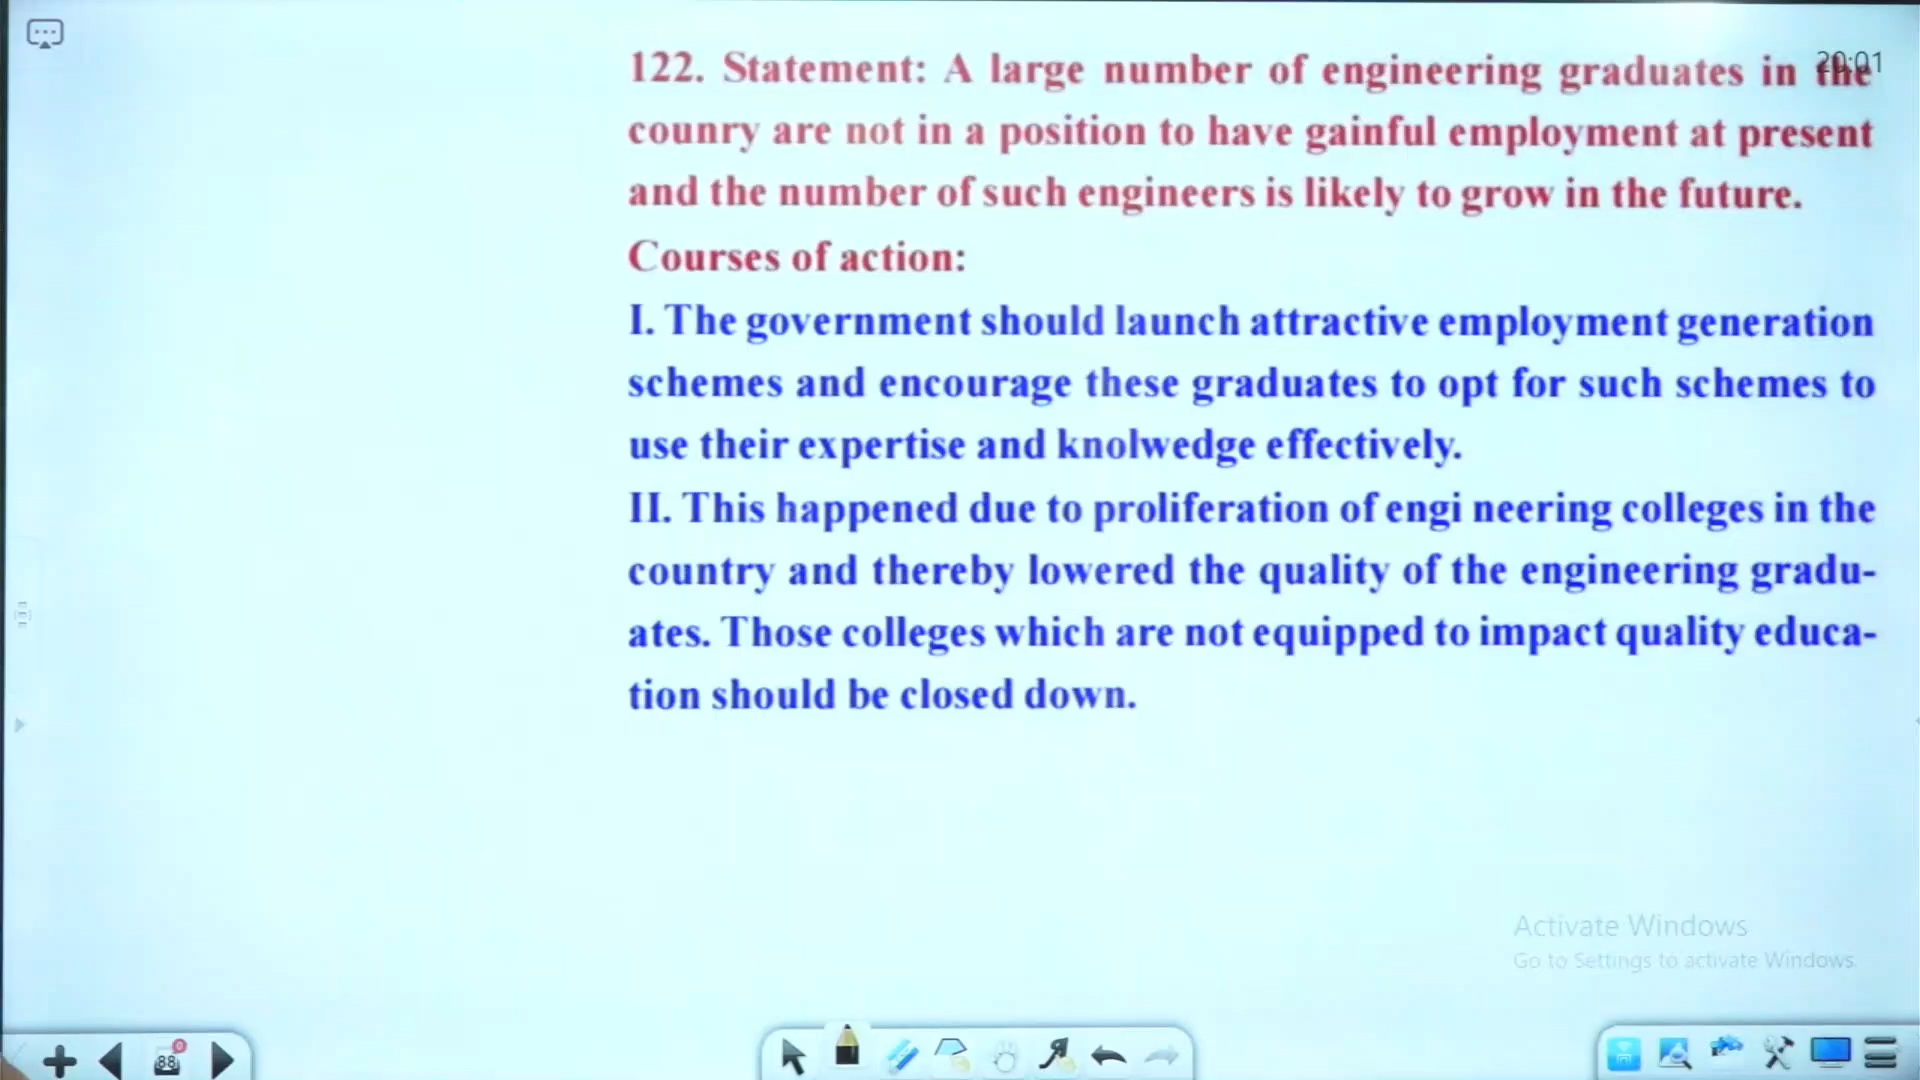 20:01
122. Statement: A large number of engineering graduates in the
counry are not in a position to have gainful employment at present
and the number of such engineers is likely to grow in the future.
Courses of action:
I. The government should launch attractive employment generation
schemes and encourage these graduates to opt for such schemes to
use their expertise and knolwedge effectively.
II. This happened due to proliferation of engi neering colleges in the
country and thereby lowered the quality of the engineering gradu-
ates. Those colleges which are not equipped to impact quality educa-
tion should be closed down.
Activate Windows
Go to Settings to activate Windows.
88
0